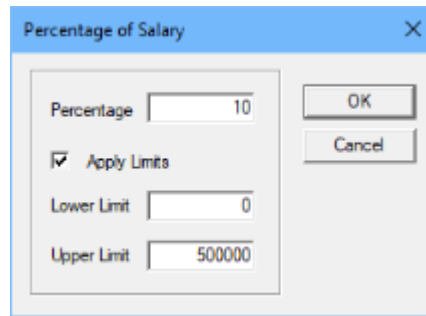 Percentage of Salary
Percentage 10
Apply Limits
Lower Limit 0
Upper Limit 500000
OK
Cancel